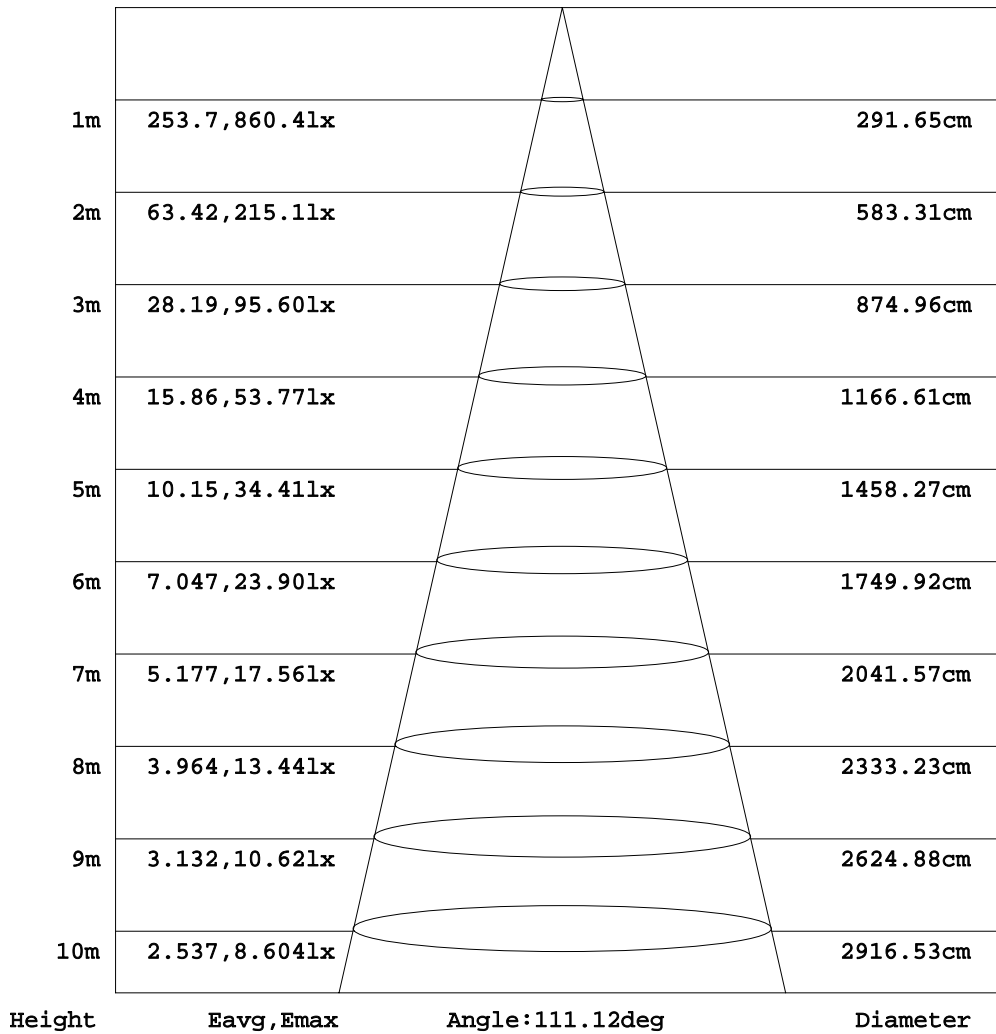 1m 253.7,860.4lx 291.65cm
2m 63.42,215.1lx 583.31cm
3m 28.19,95.60lx 874.96cm
4m 15.86,53.77lx 1166.61cm
5m 10.15,34.41lx 1458.27cm
6m 7.047,23.90lx 1749.92cm
7m 5.177,17.56lx 2041.57cm
8m 3.964,13.44lx 2333.23cm
9m 3.132,10.62lx 2624.88cm
10m 2.537,8.604lx 2916.53cm
Height Eavg,Emax Angle:111.12deg Diameter